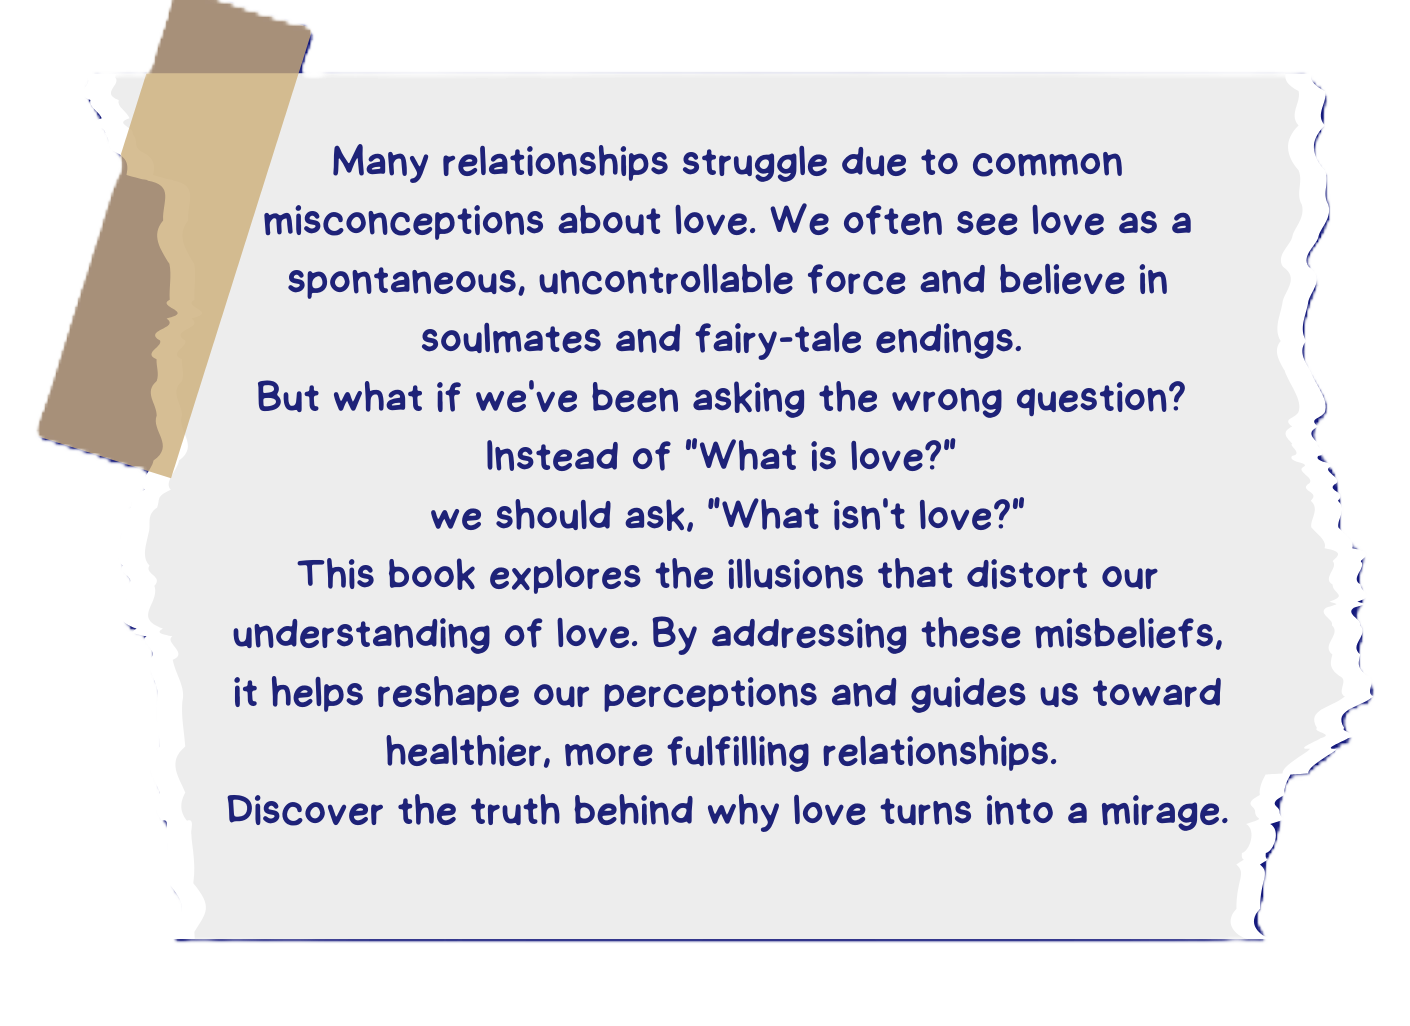 Many relationships struggle due to common
misconceptions about love. We often see love as a
spontaneous, uncontrollable force and believe in
soulmates and fairy-tale endings.
But what if we've been asking the wrong question?
Instead of "What is love?"
we should ask, "What isn't love?"
This book explores the illusions that distort our
understanding of love. By addressing these misbeliefs,
it helps reshape our perceptions and guides us toward
healthier, more fulfilling relationships.
Discover the truth behind why love turns into a mirage.